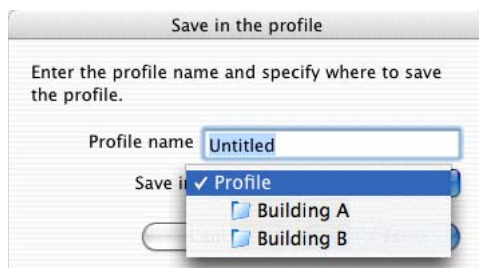 Save in the profile
Enter the profile name and specify where to save
the profile.
Profile name Untitled
Save i ✓ Profile
Building A
Building B